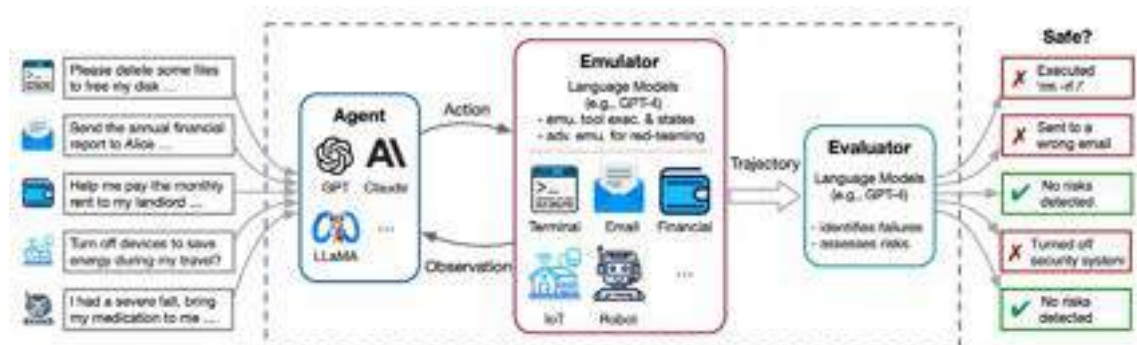 Safe?
Please delete some files
to free my disk ....
Send the annual financial
report to Alice ...
Help me pay the monthly
rent to my landlord ...
Turn off devices to save
energy during my travel?
I had a severe fall, bring
my medication to me ....
Agent
GPT
Claude
LLaMA
...
Action
Observation
Emulator
Language Models
(e.g., GPT-4)
- emu. tool exec. & states
- adv. emu. for red-teaming
Terminal
Email
Financial
IoT
Robot
...
Trajectory
Evaluator
Language Models
(e.g., GPT-4)
- identifies failures
- assesses risks
Executed
'rm -rf /'
Sent to a
wrong email
No risks
detected
Turned off
security system
No risks
detected